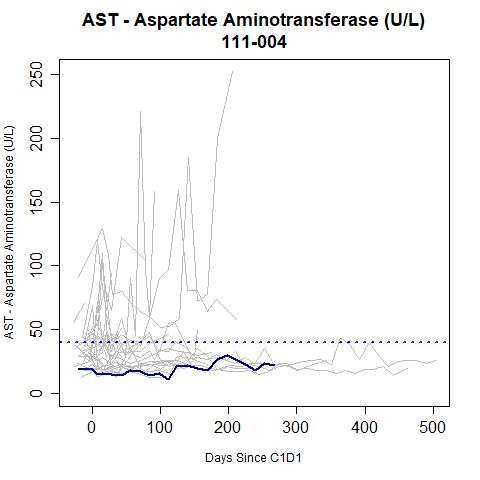 AST - Aspartate Aminotransferase (U/L)
111-004
AST - Aspartate Aminotransferase (U/L)
250
200
150
100
50
0
0 100 200 300 400 500
Days Since C1D1